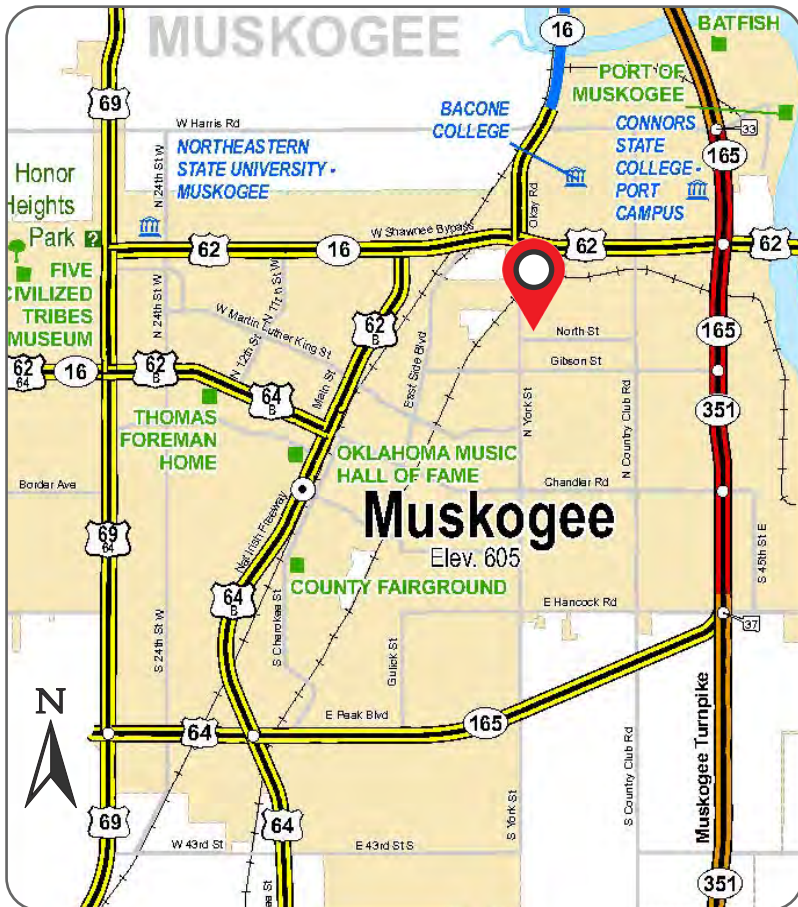 MUSKOGEE
16
BATFISH
69
PORT OF
MUSKOGEE
BACONE
COLLEGE
W Harris Rd
33
CONNORS
STATE
COLLEGE -
PORT
CAMPUS
165
NORTHEASTERN
STATE UNIVERSITY -
MUSKOGEE
N 24th St W
Honor
Heights
Park
?
Okay Rd
W Shawnee Bypass
62
16
62
62
FIVE
CIVILIZED
TRIBES
MUSEUM
N 24th St W
N 11th St W
W Martin Luther King St
62
B
North St
165
N 12th St W
Main St
East Side Blvd
Gibson St
62
64
16
62
B
64
B
351
THOMAS
FOREMAN
HOME
N York St
N Country Club Rd
OKLAHOMA MUSIC
HALL OF FAME
Border Ave
Chandler Rd
Muskogee
Elev. 605
69
64
Nat Irish Freeway
S 45th St E
COUNTY FAIRGROUND
64
B
E Hancock Rd
37
S 24th St W
S Cherokee St
Gulick St
N
E Peak Blvd
64
165
Muskogee Turnpike
S Country Club Rd
S York St
69
64
W 43rd St
E 43rd St S
351